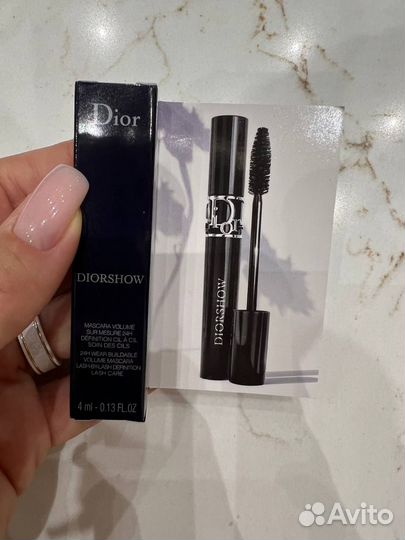 Dior
DIORSHOW
MASCARA VOLUME
SUR MESURE 24H
DÉFINITION CIL À CIL
SOIN DES CILS
24H WEAR BUILDABLE
VOLUME MASCARA
LASH-BY-LASH DEFINITION
LASH CARE
4 ml - 0.13 FL.OZ
Dior
DIORSHOW
Avito